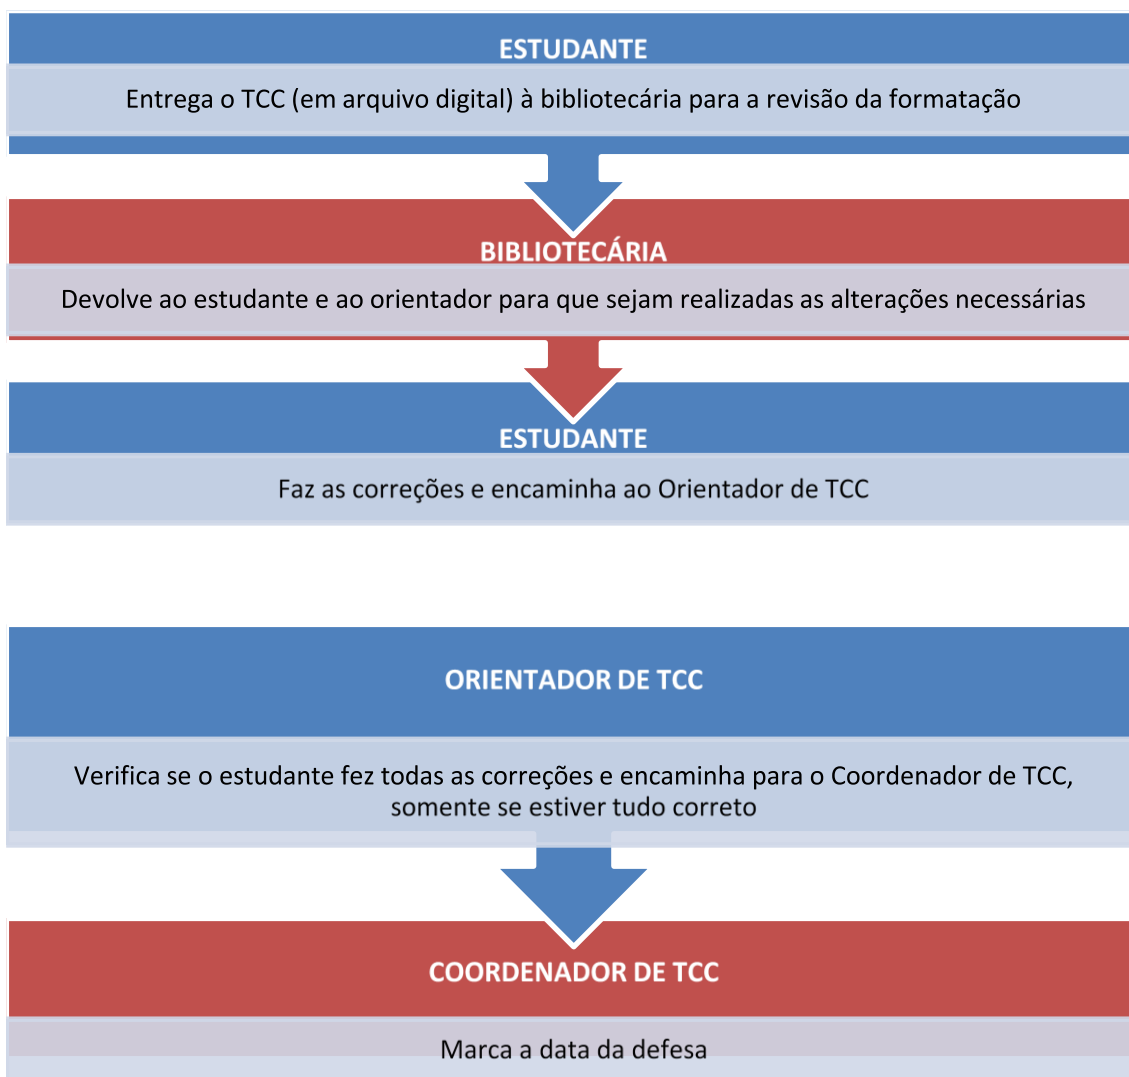 ESTUDANTE
Entrega o TCC (em arquivo digital) à bibliotecária para a revisão da formatação
BIBLIOTECÁRIA
Devolve ao estudante e ao orientador para que sejam realizadas as alterações necessárias
ESTUDANTE
Faz as correções e encaminha ao Orientador de TCC
ORIENTADOR DE TCC
Verifica se o estudante fez todas as correções e encaminha para o Coordenador de TCC,
somente se estiver tudo correto
COORDENADOR DE TCC
Marca a data da defesa